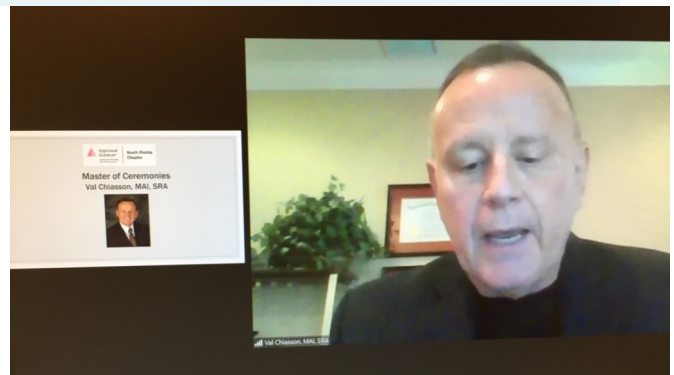 Appraisal
Institute®
South Florida
Chapter
Master of Ceremonies
Val Chiasson, MAI, SRA
Val Chiasson, MAI, SRA